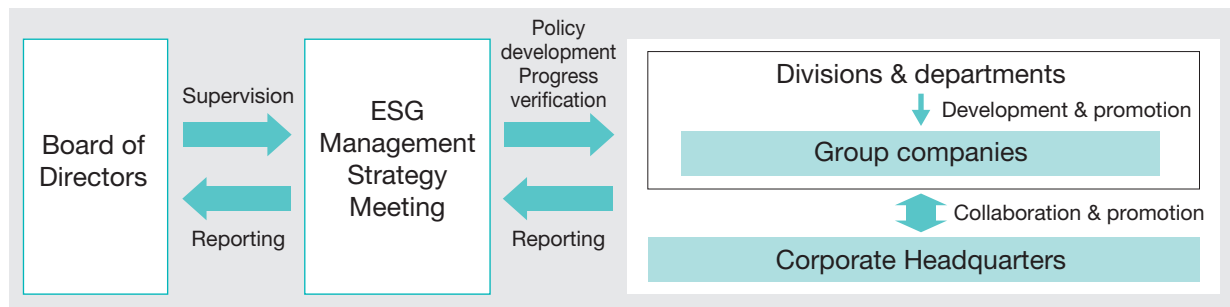 Board of
Directors
Supervision
Reporting
ESG
Management
Strategy
Meeting
Policy
development
Progress
verification
Reporting
Divisions & departments
Development & promotion
Group companies
Collaboration & promotion
Corporate Headquarters